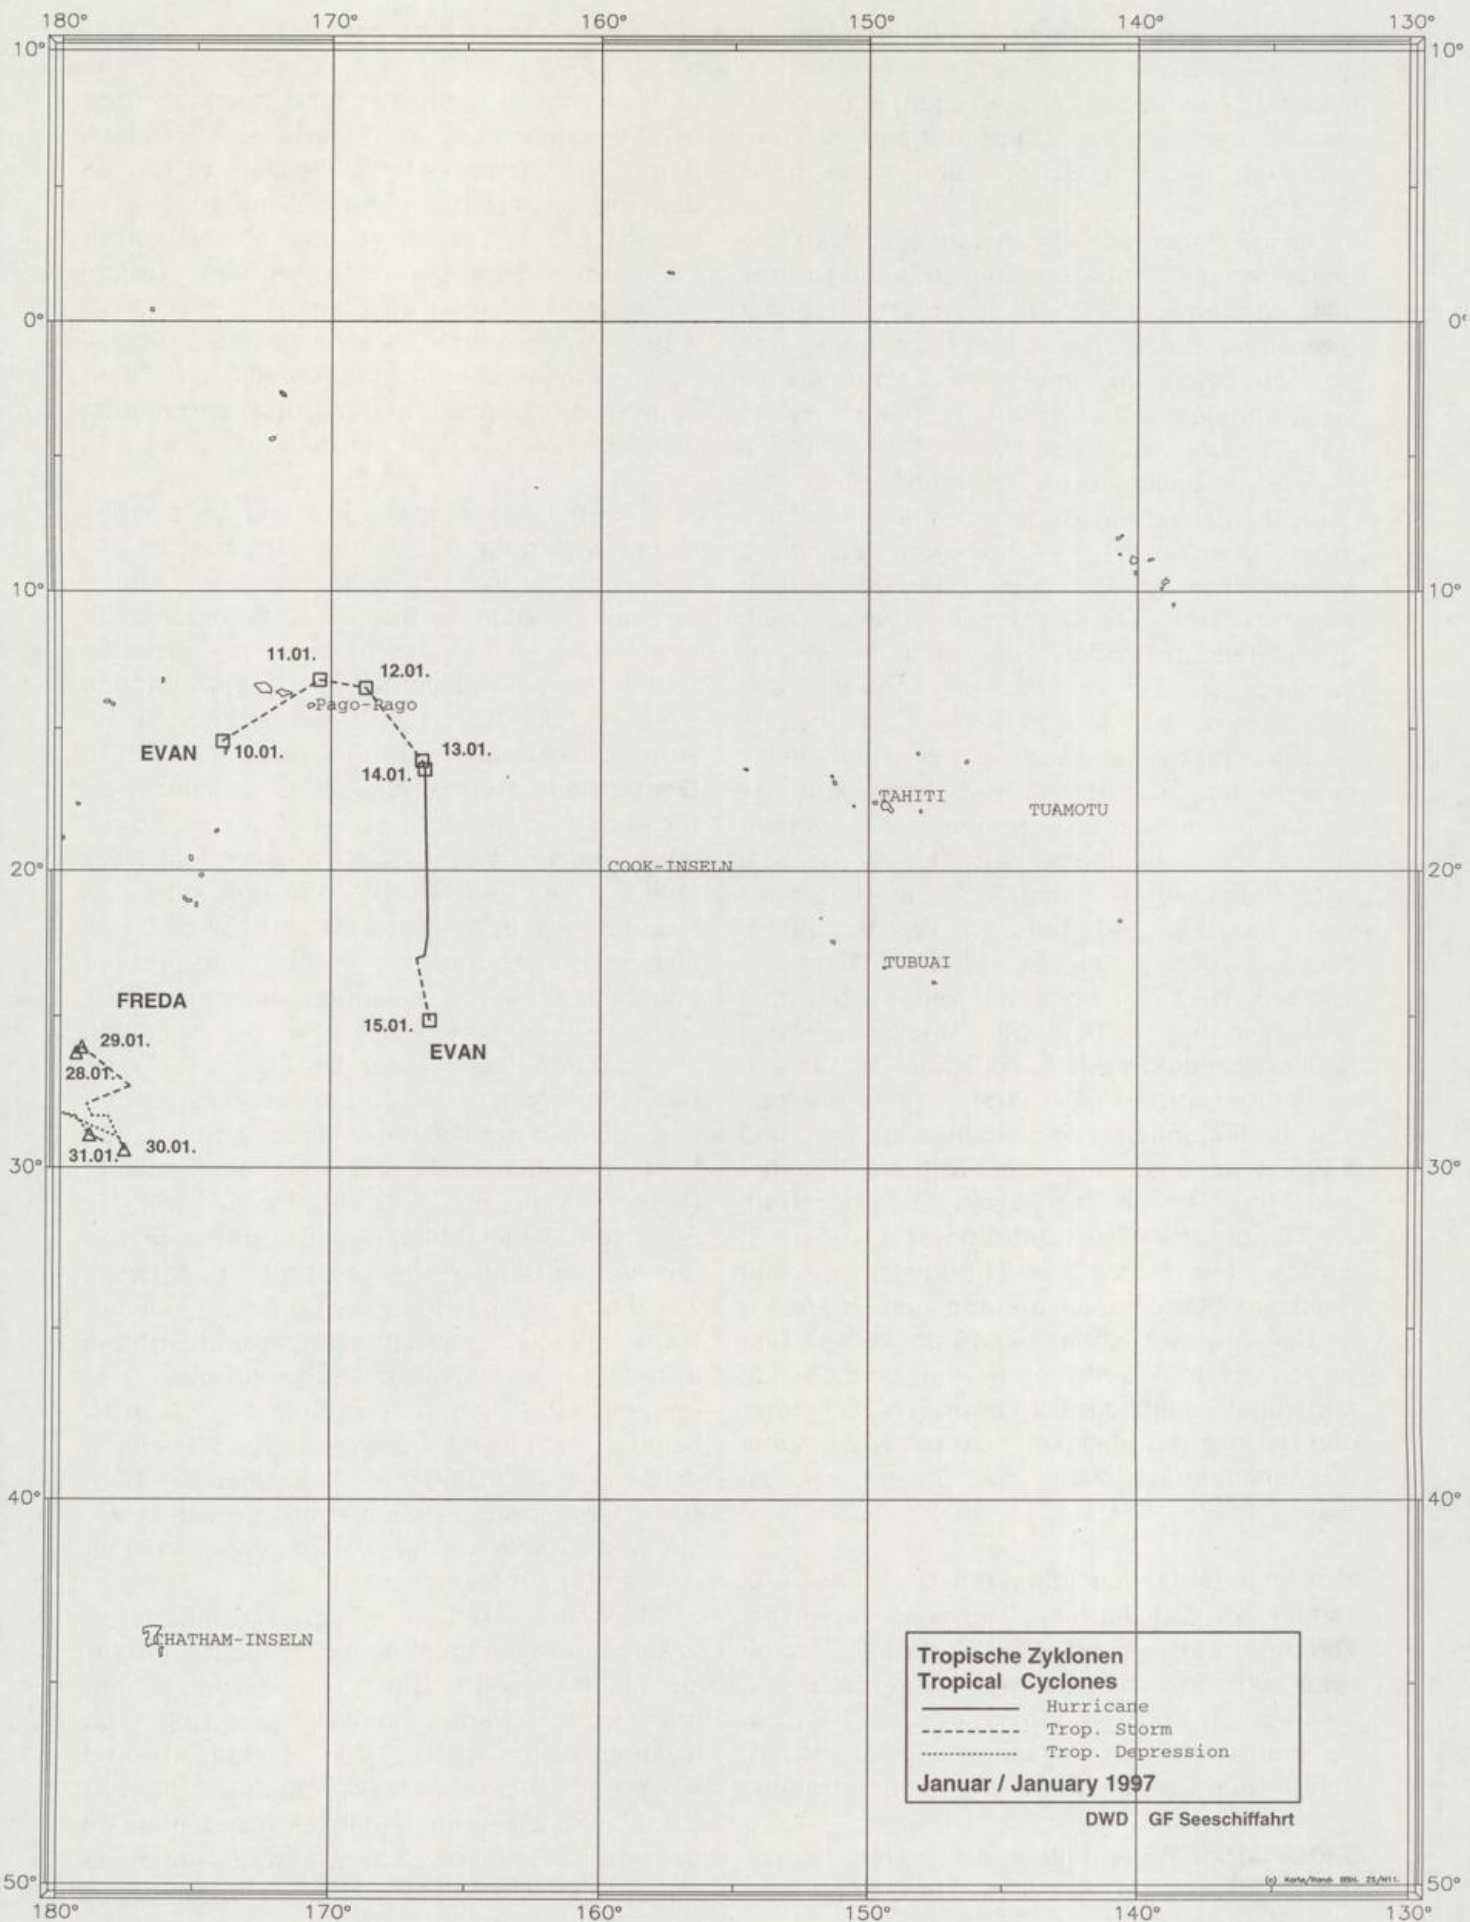 180° 170° 160° 150° 140° 130°
10° 10°
0° 0°
10° 10°
11.01.
12.01.
Pago-Rago
EVAN
10.01.
13.01.
14.01.
TAHITI
TUAMOTU
COOK-INSELN
20° 20°
TUBUAI
FREDA
15.01.
29.01.
EVAN
28.01.
30.01.
31.01.
30° 30°
40° 40°
CHATHAM-INSELN
Tropische Zyklonen
Tropical Cyclones
Hurricane
Trop. Storm
Trop. Depression
Januar / January 1997
DWD GF Seeschiffahrt
50° 50°
180° 170° 160° 150° 140° 130°